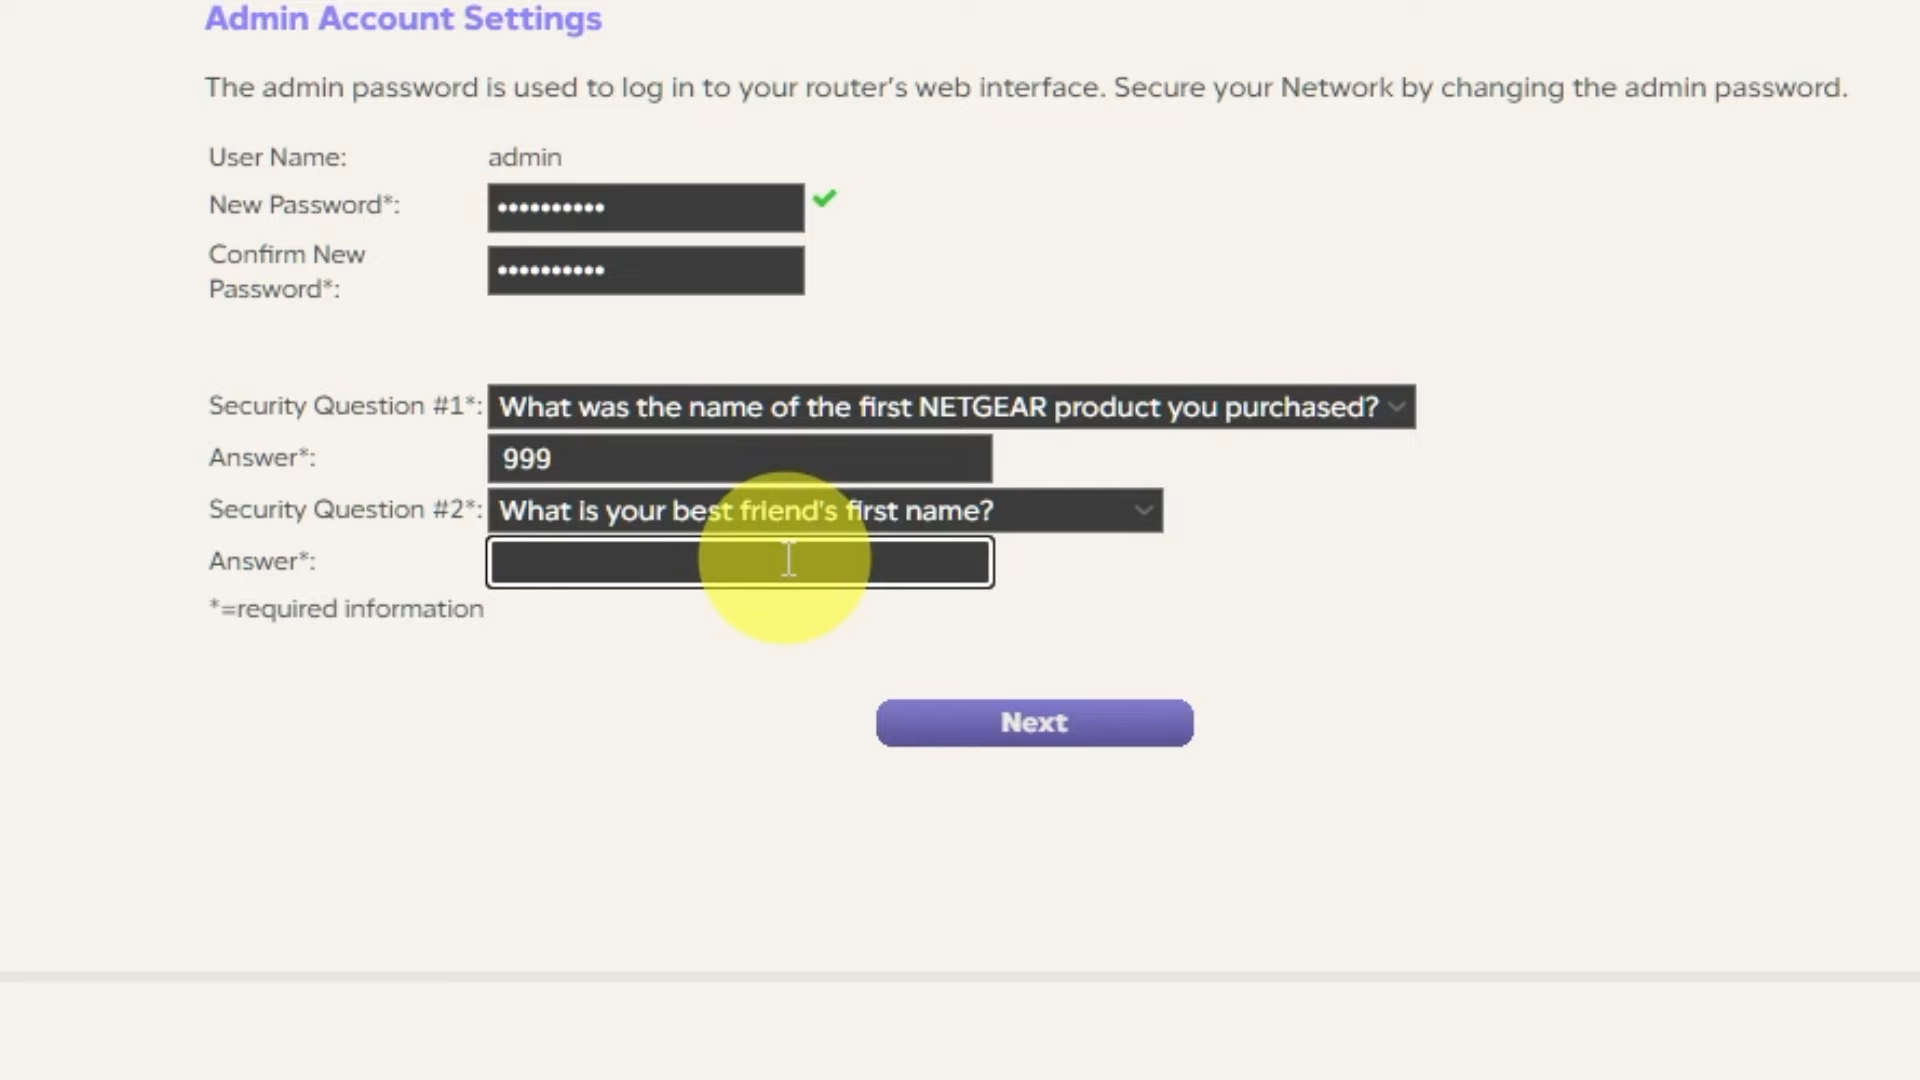 Admin Account Settings
The admin password is used to log in to your router's web interface. Secure your Network by changing the admin password.
User Name: admin
New Password*: ••••••••••
Confirm New
Password*: ••••••••••
Security Question #1*: What was the name of the first NETGEAR product you purchased?
Answer*: 999
Security Question #2*: What is your best friend's first name?
Answer*:
*=required information
Next